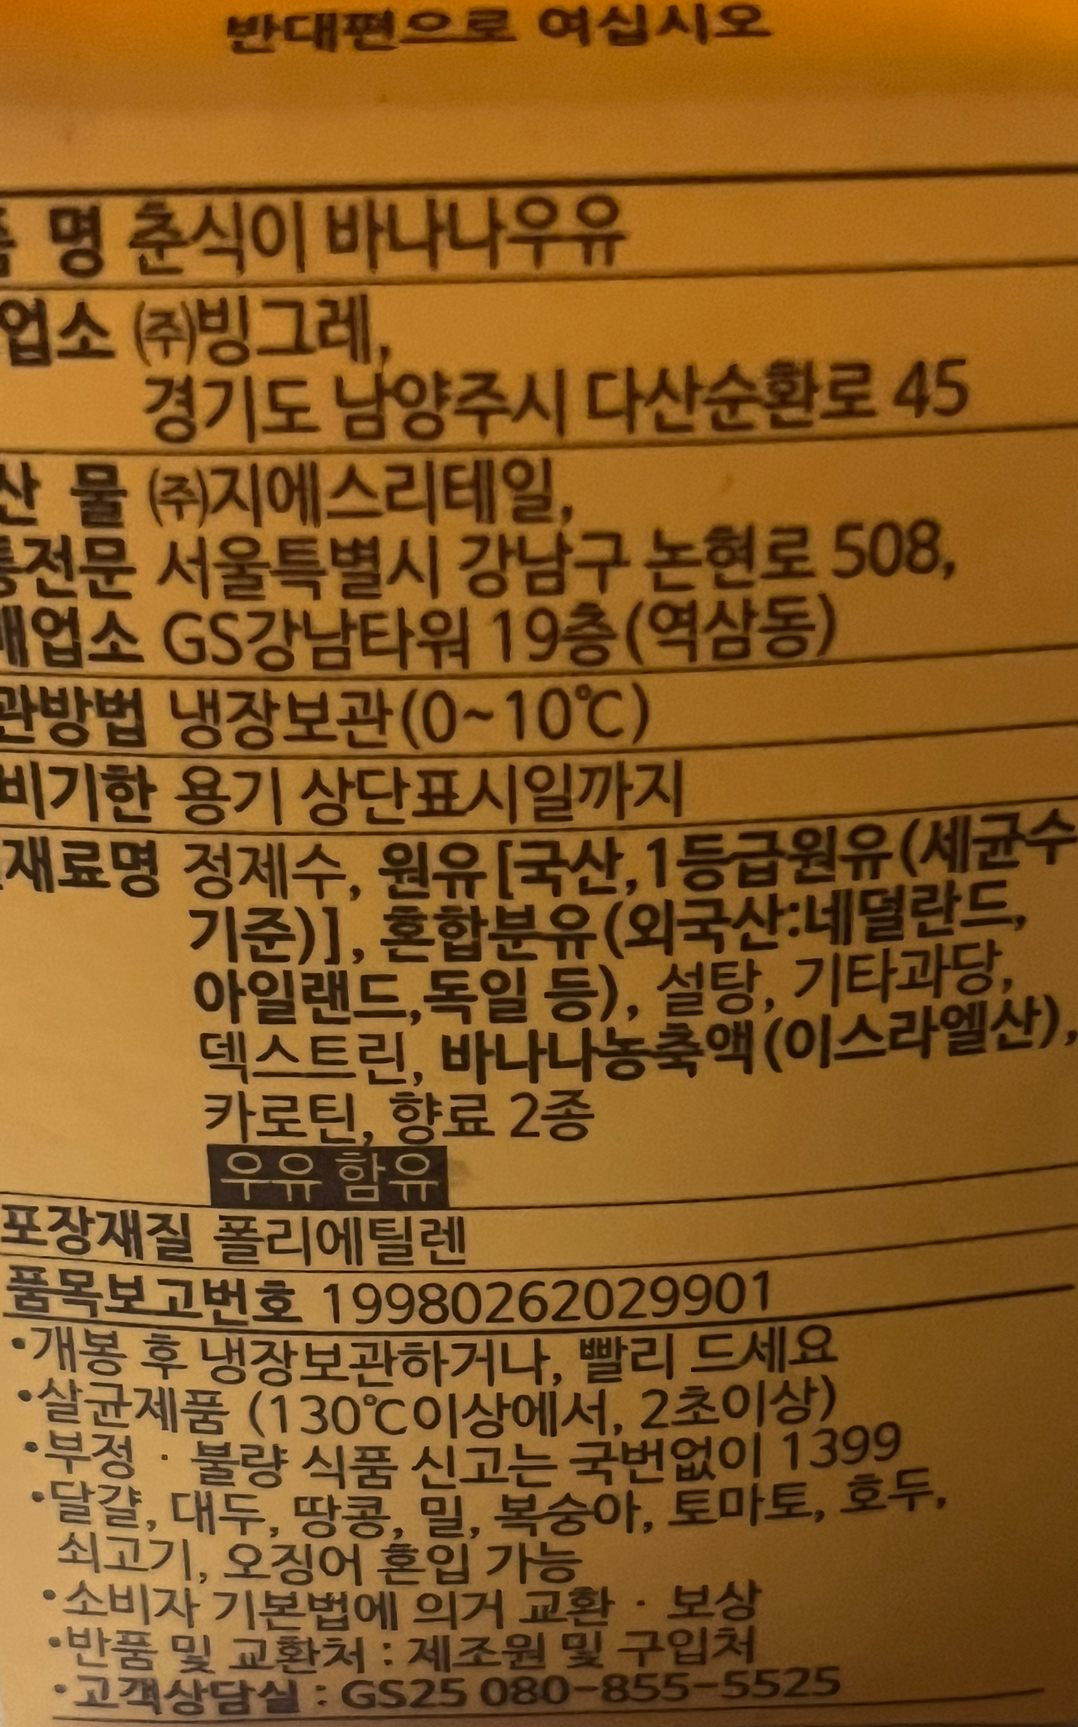 반대편으로 여십시오
명 춘식이 바나나우유
업소 ㈜빙그레,
경기도 남양주시 다산순환로 45
산 물 ㈜지에스리테일,
통전문 서울특별시 강남구 논현로 508,
매업소 GS강남타워 19층(역삼동)
관방법 냉장보관(0~10℃)
비기한 용기 상단표시일까지
재료명 정제수, 원유[국산,1등급원유(세균수
기준)], 혼합분유(외국산:네덜란드,
아일랜드,독일 등), 설탕, 기타과당,
덱스트린, 바나나농축액(이스라엘산),
카로틴, 향료 2종
우유 함유
포장재질 폴리에틸렌
품목보고번호 19980262029901
•개봉 후 냉장보관하거나, 빨리 드세요
•살균제품 (130℃이상에서, 2초이상)
•부정 · 불량 식품 신고는 국번없이 1399
•달걀, 대두, 땅콩, 밀, 복숭아, 토마토, 호두,
쇠고기, 오징어 혼입 가능
•소비자 기본법에 의거 교환 · 보상
•반품 및 교환처 : 제조원 및 구입처
•고객상담실 : GS25 080-855-5525